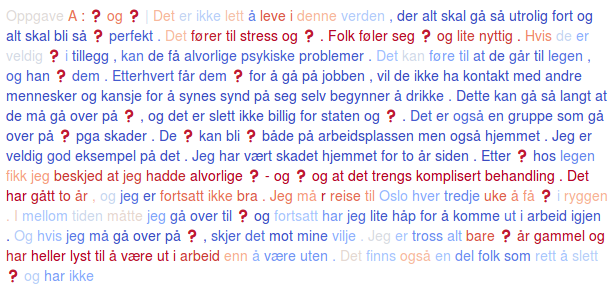 Oppgave A : ❓ og ❓ | Det er ikke lett å leve i denne verden , der alt skal gå så utrolig fort og
alt skal bli så ❓ perfekt . Det fører til stress og ❓ . Folk føler seg ❓ og lite nyttig . Hvis de er
veldig ❓ i tillegg , kan de få alvorlige psykiske problemer . Det kan føre til at de går til legen ,
og han ❓ dem . Etterhvert får dem ❓ for å gå på jobben , vil de ikke ha kontakt med andre
mennesker og kansje for å synes synd på seg selv begynner å drikke . Dette kan gå så langt at
de må gå over på ❓ , og det er slett ikke billig for staten og ❓ . Det er også en gruppe som gå
over på ❓ pga skader . De ❓ kan bli ❓ både på arbeidsplassen men også hjemmet . Jeg er
veldig god eksempel på det . Jeg har vært skadet hjemmet for to år siden . Etter ❓ hos legen
fikk jeg beskjed at jeg hadde alvorlige ❓ - og ❓ og at det trengs komplisert behandling . Det
har gått to år , og jeg er fortsatt ikke bra . Jeg må r reise til Oslo hver tredje uke å få ❓ i ryggen
. I mellom tiden måtte jeg gå over til ❓ og fortsatt har jeg lite håp for å komme ut i arbeid igjen
. Og hvis jeg må gå over på ❓ , skjer det mot mine vilje . Jeg er tross alt bare ❓ år gammel og
har heller lyst til å være ut i arbeid enn å være uten . Det finns også en del folk som rett å slett
❓ og har ikke